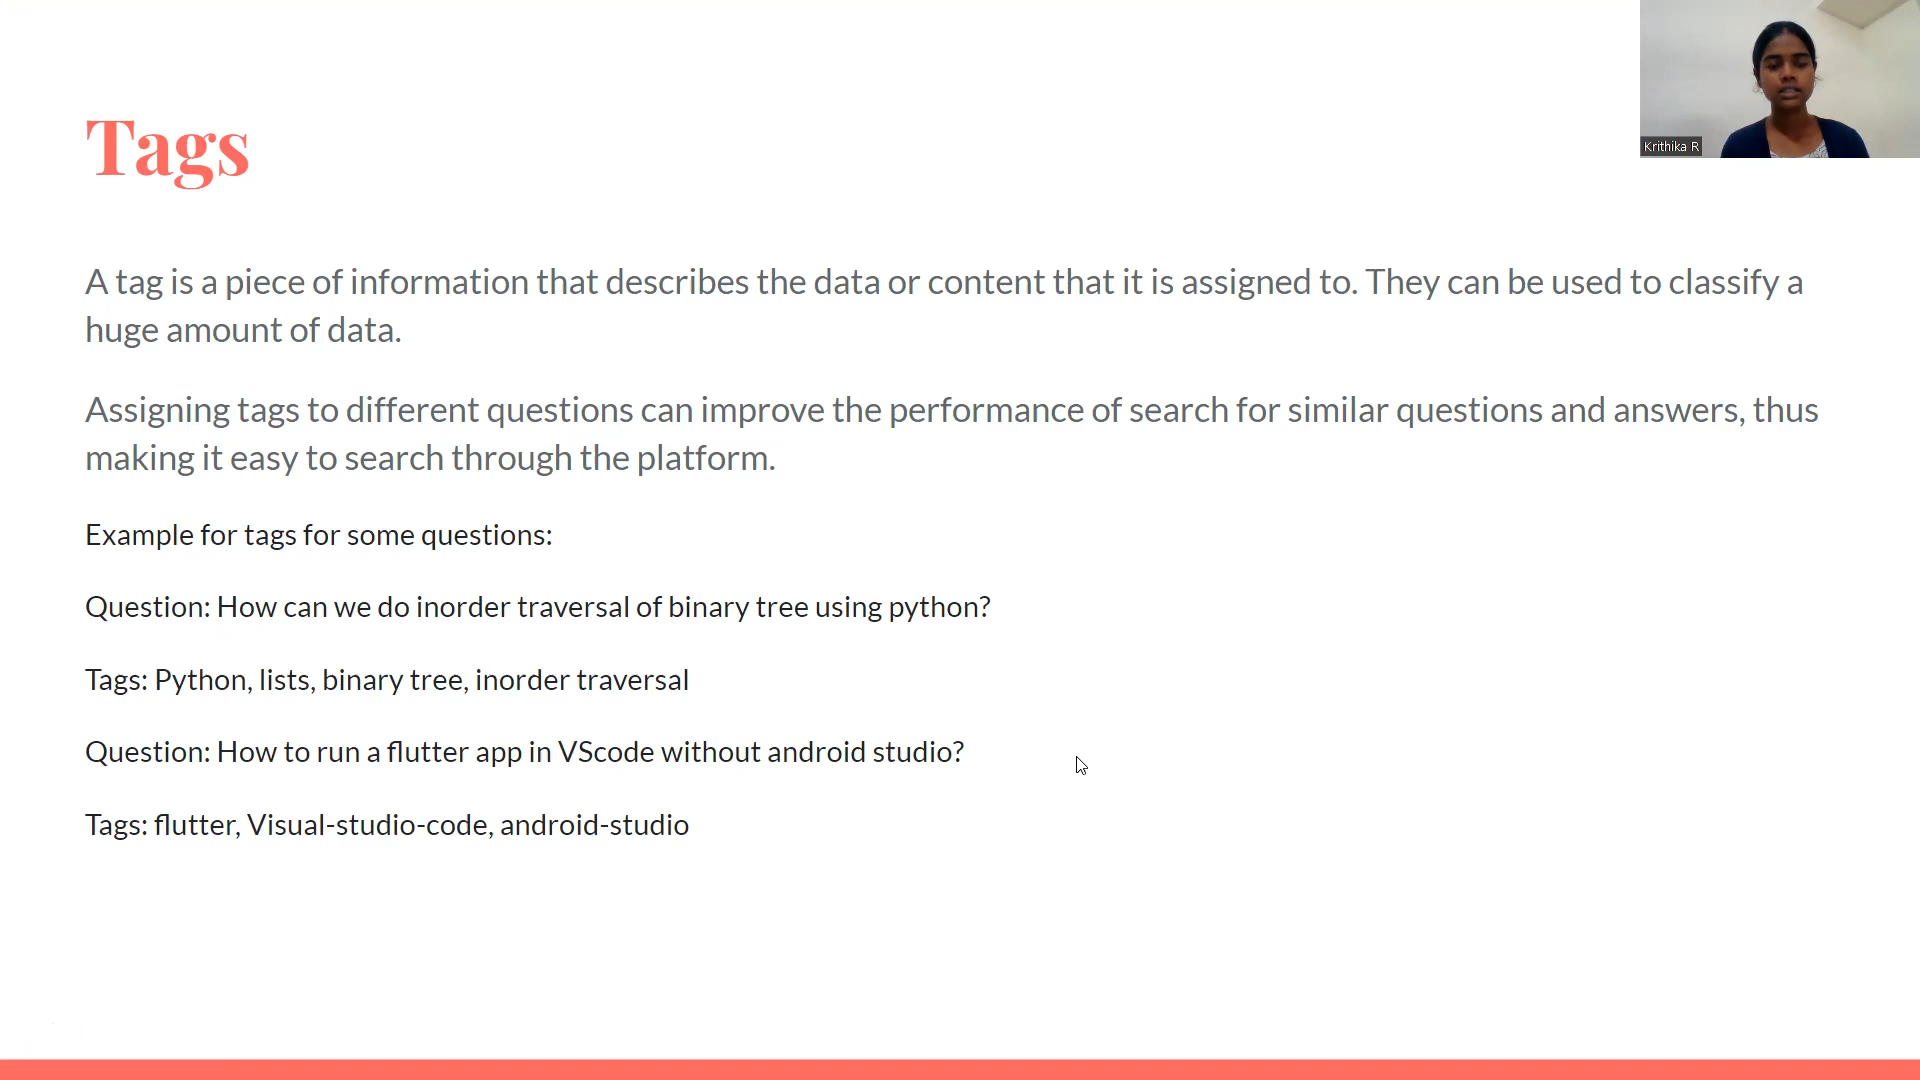 Tags
Krithika R
A tag is a piece of information that describes the data or content that it is assigned to. They can be used to classify a
huge amount of data.
Assigning tags to different questions can improve the performance of search for similar questions and answers, thus
making it easy to search through the platform.
Example for tags for some questions:
Question: How can we do inorder traversal of binary tree using python?
Tags: Python, lists, binary tree, inorder traversal
Question: How to run a flutter app in VScode without android studio?
Tags: flutter, Visual-studio-code, android-studio